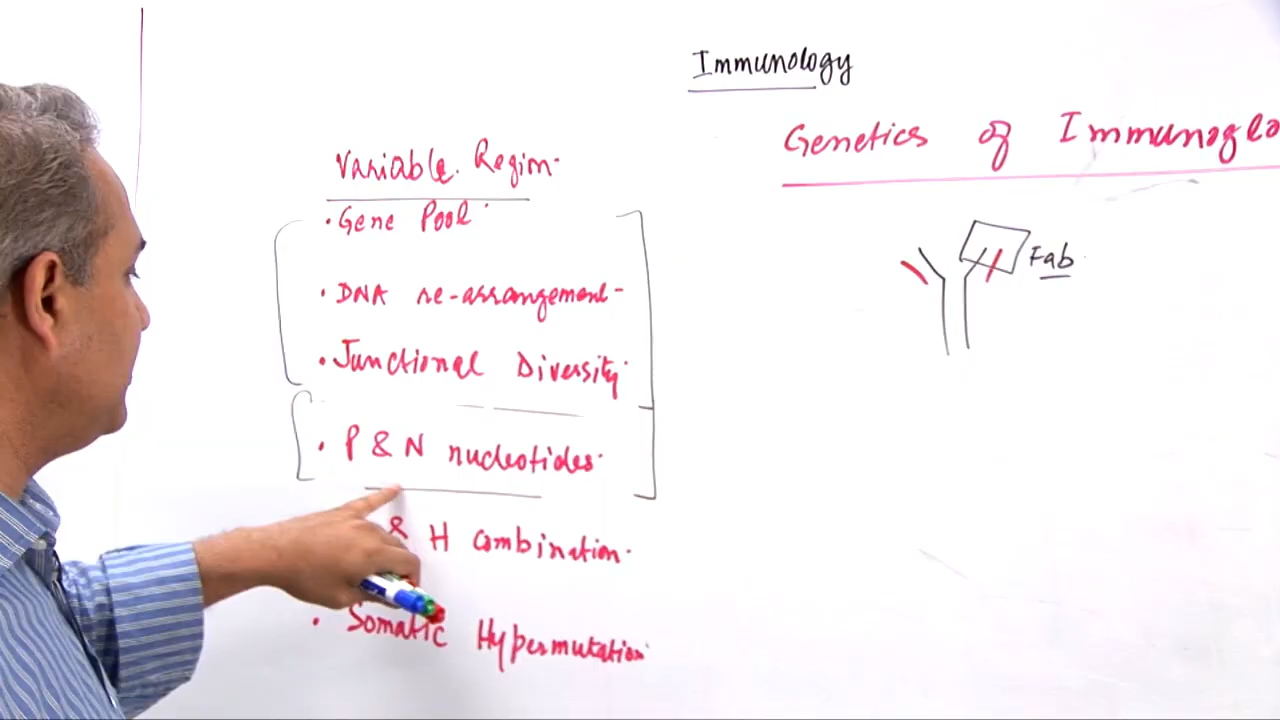 Immunology
Genetics of Immunoglo
Variable Region
• Gene Pool
• DNA re-arrangement
• Junctional Diversity
• P & N nucleotides
& H combination
• Somatic Hypermutation
Fab